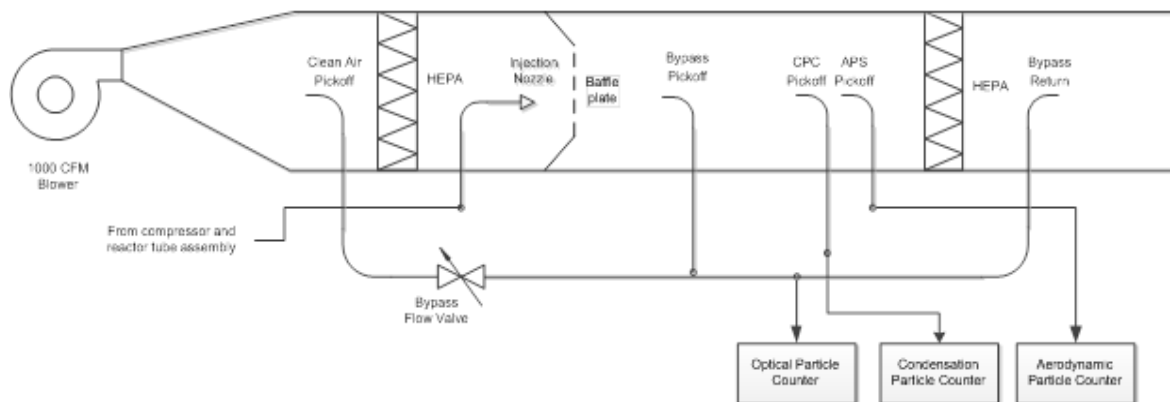 Clean Air
Pickoff
HEPA
Injection
Nozzle
Baffle
plate
Bypass
Pickoff
CPC
Pickoff
APS
Pickoff
HEPA
Bypass
Return
1000 CFM
Blower
From compressor and
reactor tube assembly
Bypass
Flow Valve
Optical Particle
Counter
Condensation
Particle Counter
Aerodynamic
Particle Counter